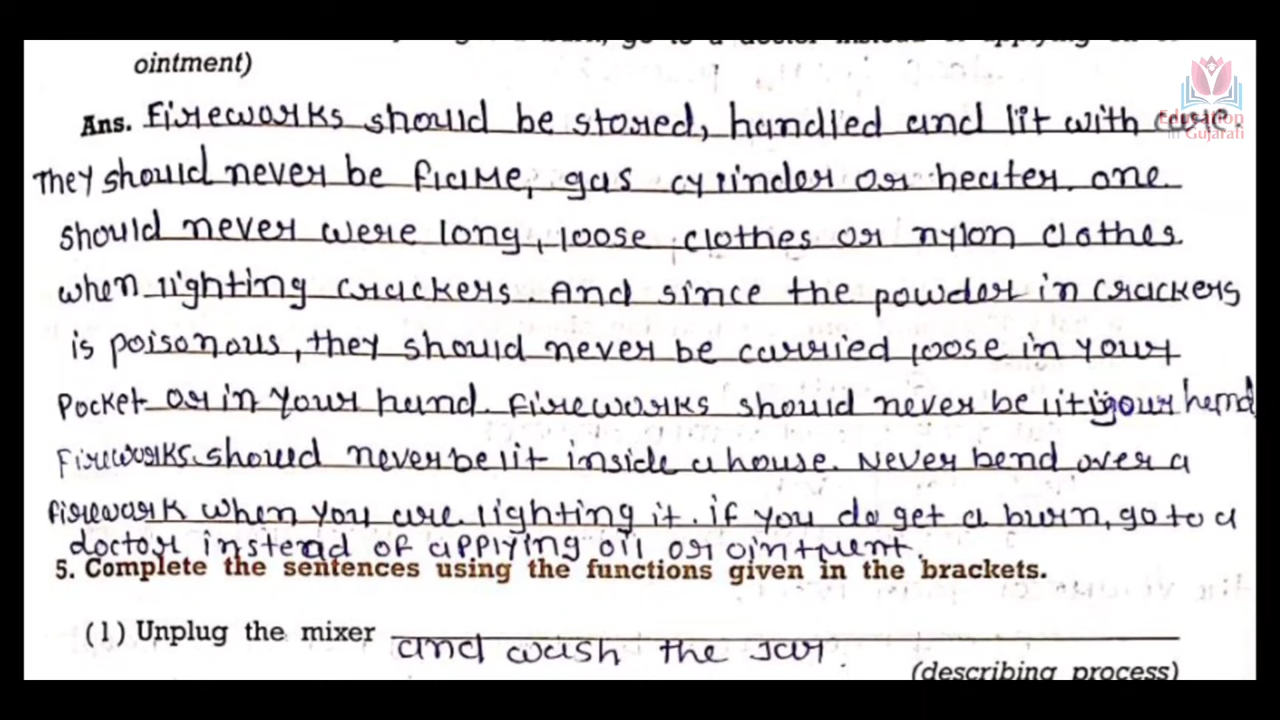 ointment)
Education
in Gujarati
Ans. Fireworks should be stored, handled and lit with care.
They should never be flame, gas cylinder or heater. one
should never were long, loose clothes or nylon clothes
when lighting crackers. And since the powder in crackers
is poisonous, they should never be carried loose in your
pocket or in your hand. Fireworks should never be lit in your hand
Fireworks should never be lit inside a house. Never bend over a
firework when you are lighting it. if you do get a burn, go to a
doctor instead of applying oil or ointment.
5. Complete the sentences using the functions given in the brackets.
(1) Unplug the mixer and wash the jar.
(describing process)